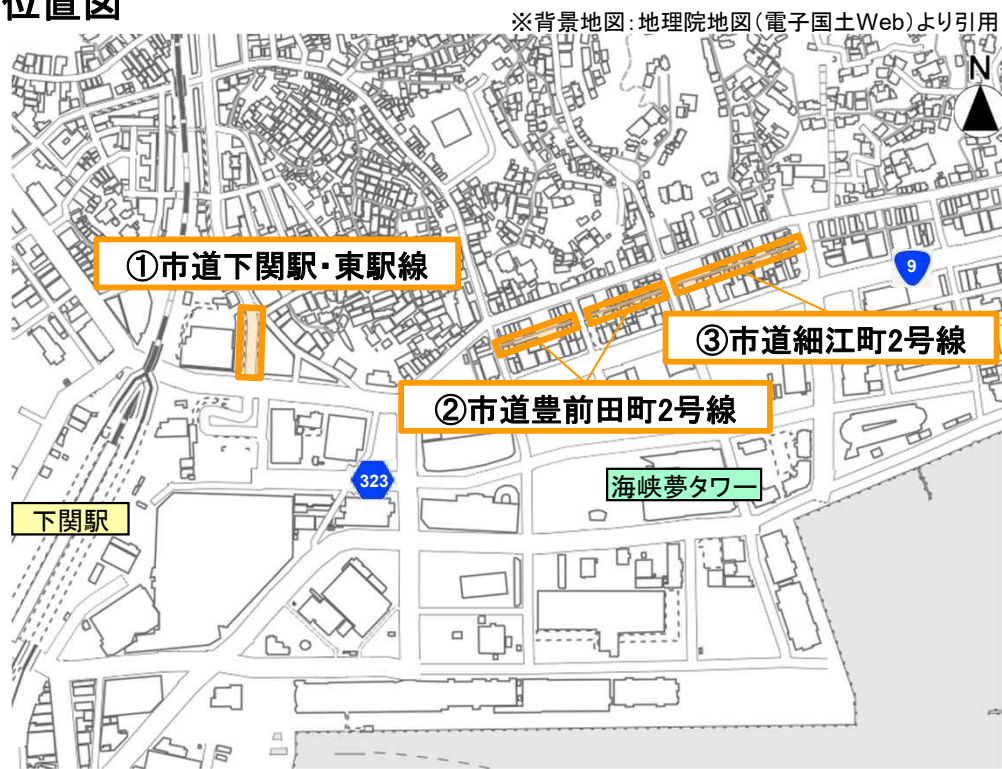 位置図
※背景地図：地理院地図（電子国土Web）より引用
N
①市道下関駅・東駅線
9
③市道細江町2号線
②市道豊前田町2号線
323
海峡夢タワー
下関駅